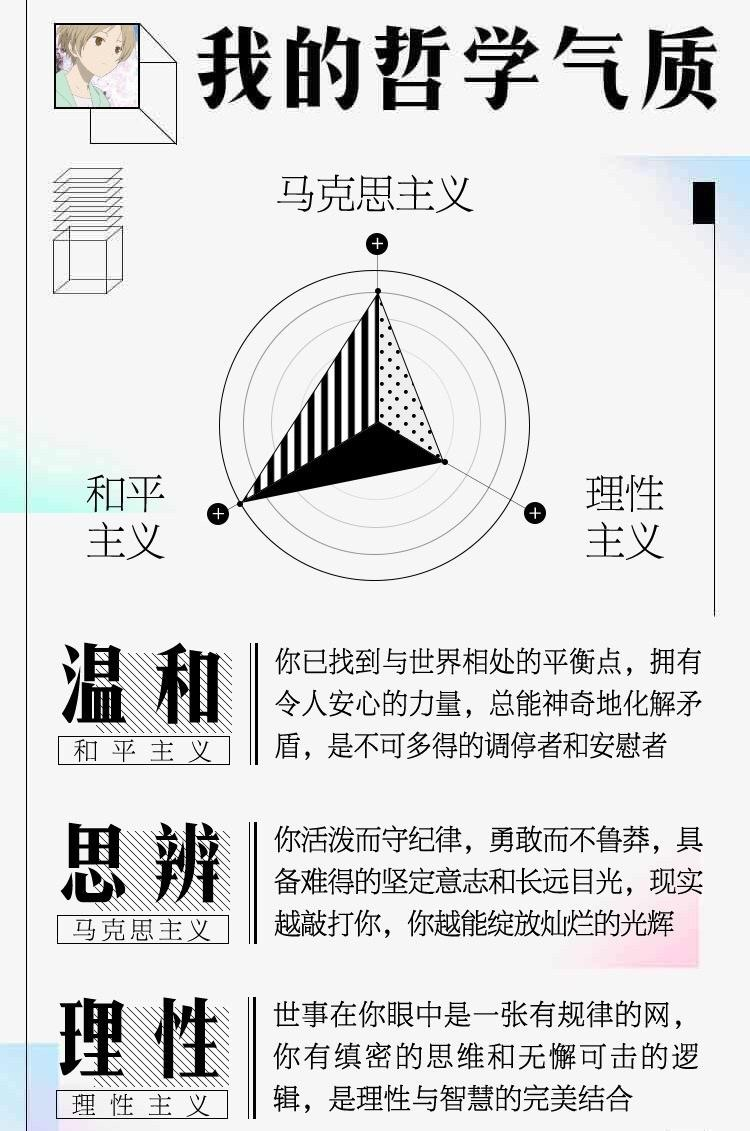 我的哲学气质
马克思主义
和平
主义
理性
主义
温和
和平主义
你已找到与世界相处的平衡点，拥有
令人安心的力量，总能神奇地化解矛
盾，是不可多得的调停者和安慰者
思辨
马克思主义
你活泼而守纪律，勇敢而不鲁莽，具
备难得的坚定意志和长远目光，现实
越敲打你，你越能绽放灿烂的光辉
理性
理性主义
世事在你眼中是一张有规律的网，
你有缜密的思维和无懈可击的逻
辑，是理性与智慧的完美结合